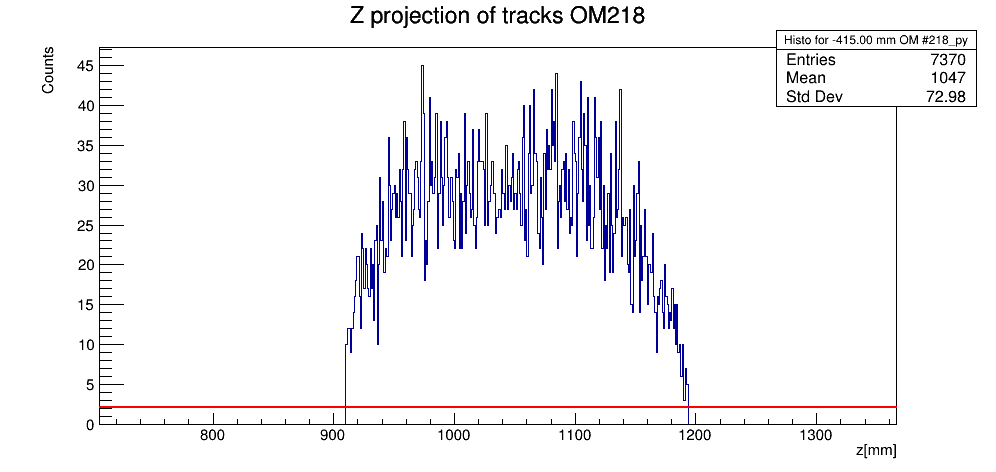 Z projection of tracks OM218
Histo for -415.00 mm OM #218_py
Entries 7370
Mean 1047
Std Dev 72.98
Counts
45
40
35
30
25
20
15
10
5
0
800 900 1000 1100 1200 1300
z[mm]